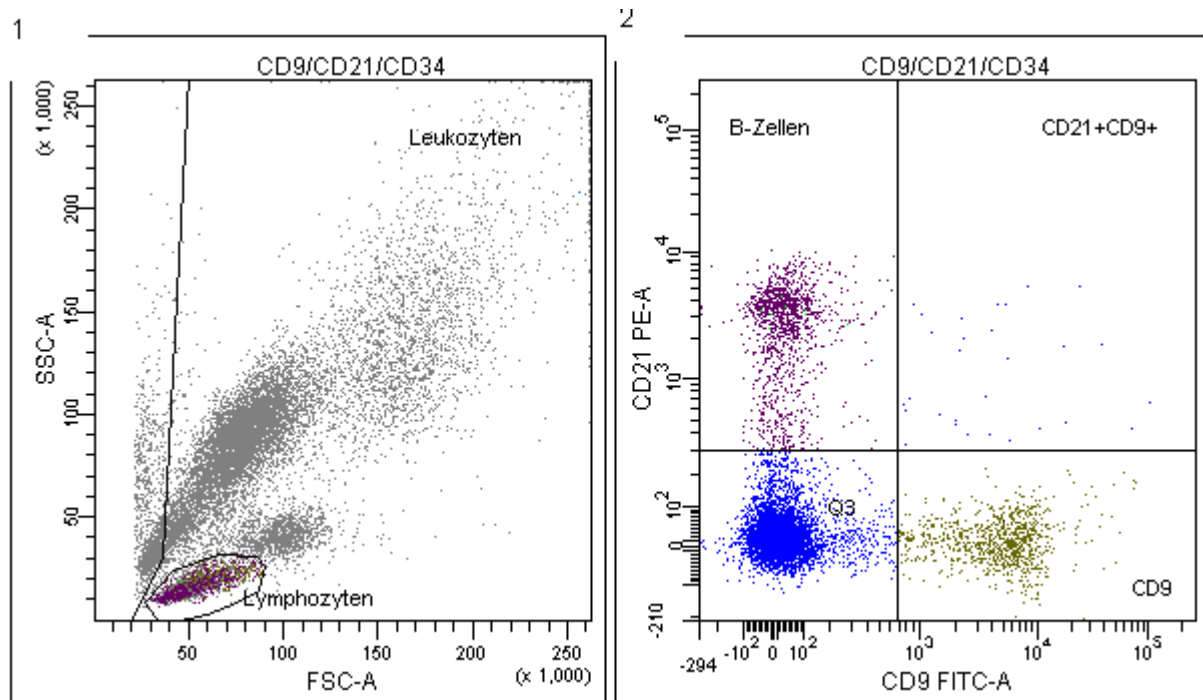 1
CD9/CD21/CD34
Leukozyten
Lymphozyten
SSC-A
(x 1,000)
250
200
150
100
50
50
100
150
200
250
(x 1,000)
FSC-A
2
CD9/CD21/CD34
B-Zellen
CD21+CD9+
Q3
CD9
CD21 PE-A
10^5
10^4
10^3
10^2
0
-210
-294
-10^2
0
10^2
10^3
10^4
10^5
CD9 FITC-A